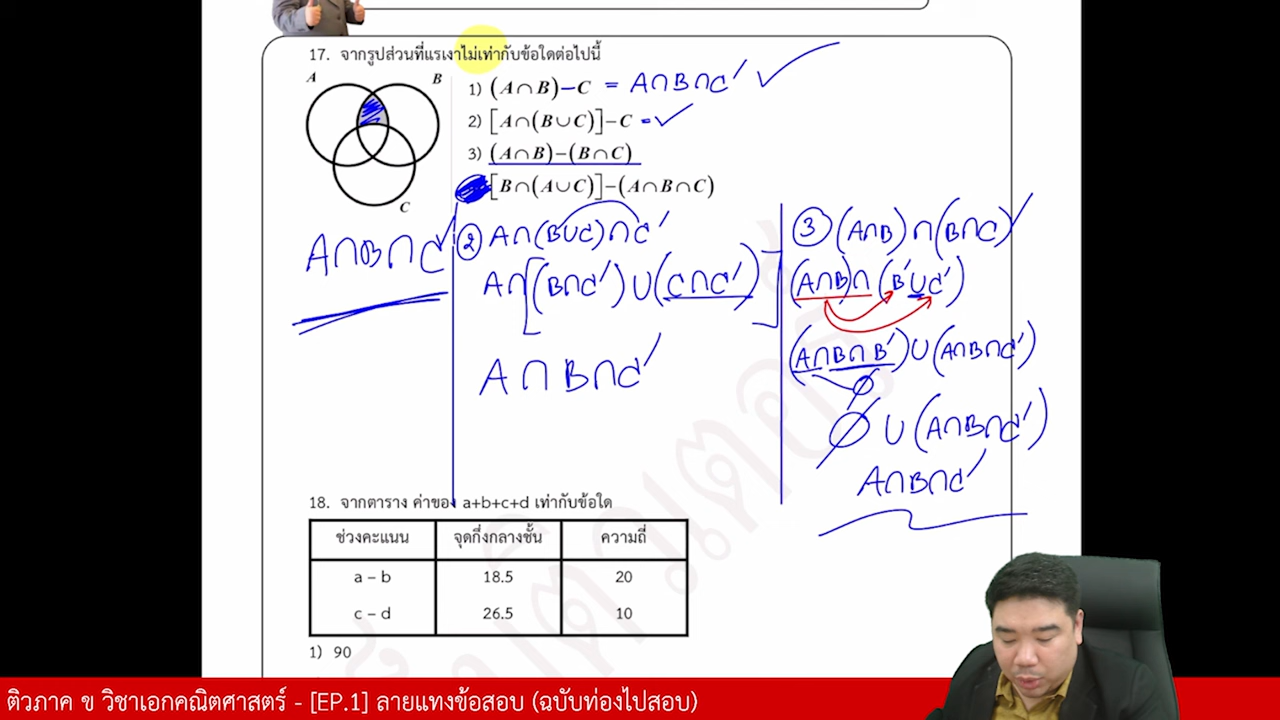 17. จากรูปส่วนที่แรเงาไม่เท่ากับข้อใดต่อไปนี้
A
B
C
1) (A∩B)−C = A∩B∩C′ ✓
2) [A∩(B∪C)]−C = ✓
3) (A∩B)−(B∩C)
[B∩(A∪C)]−(A∩B∩C)
A∩B∩C′
② A∩(B∪C)∩C′
A∩[(B∩C′)∪(C∩C′)]
A∩B∩C′
③ (A∩B)∩(B∩C)′
(A∩B)∩(B′∪C′)
(A∩B∩B′)∪(A∩B∩C′)
∅
∅∪(A∩B∩C′)
A∩B∩C′
18. จากตาราง ค่าของ a+b+c+d เท่ากับข้อใด
ช่วงคะแนน จุดกึ่งกลางชั้น ความถี่
a – b 18.5 20
c – d 26.5 10
1) 90
ติวภาค ข วิชาเอกคณิตศาสตร์ - [EP.1] ลายแทงข้อสอบ (ฉบับท่องไปสอบ)